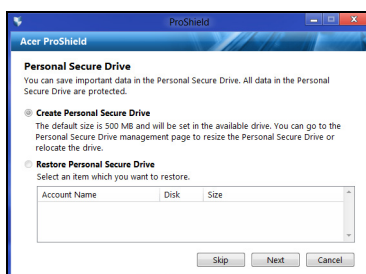 ProShield
Acer ProShield
Personal Secure Drive
You can save important data in the Personal Secure Drive. All data in the Personal
Secure Drive are protected.
Create Personal Secure Drive
The default size is 500 MB and will be set in the available drive. You can go to the
Personal Secure Drive management page to resize the Personal Secure Drive or
relocate the drive.
Restore Personal Secure Drive
Select an item which you want to restore.
Account Name Disk Size
Skip Next Cancel